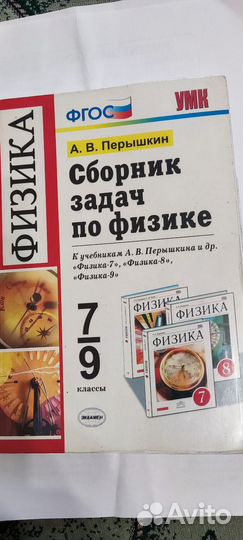 ФГОС
УМК
А. В. Перышкин
Сборник
задач
по физике
К учебникам А. В. Перышкина и др.
«Физика-7», «Физика-8»,
«Физика-9»
ФИЗИКА
7/9
классы
ФИЗИКА
ФИЗИКА
8
ФИЗИКА
7
ЭКЗАМЕН
Avito